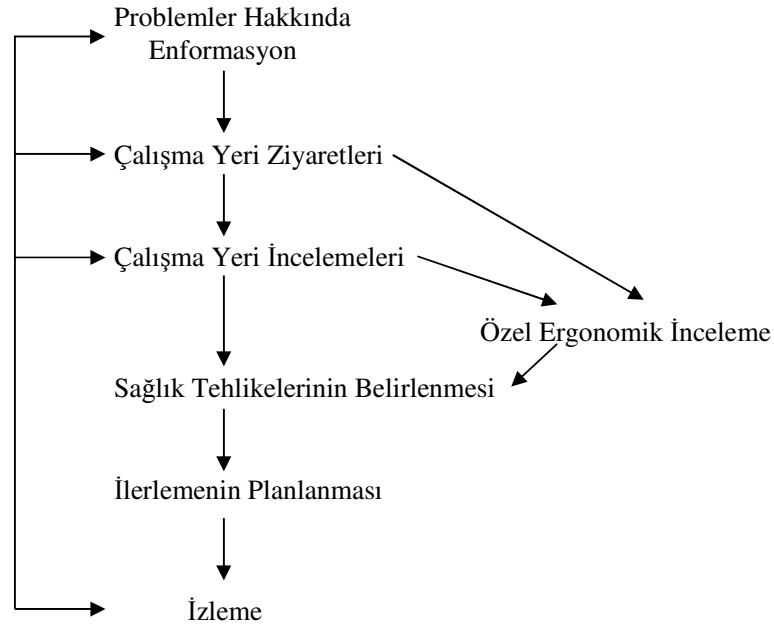 Problemler Hakkında
Enformasyon
Çalışma Yeri Ziyaretleri
Çalışma Yeri İncelemeleri
Özel Ergonomik İnceleme
Sağlık Tehlikelerinin Belirlenmesi
İlerlemenin Planlanması
İzleme